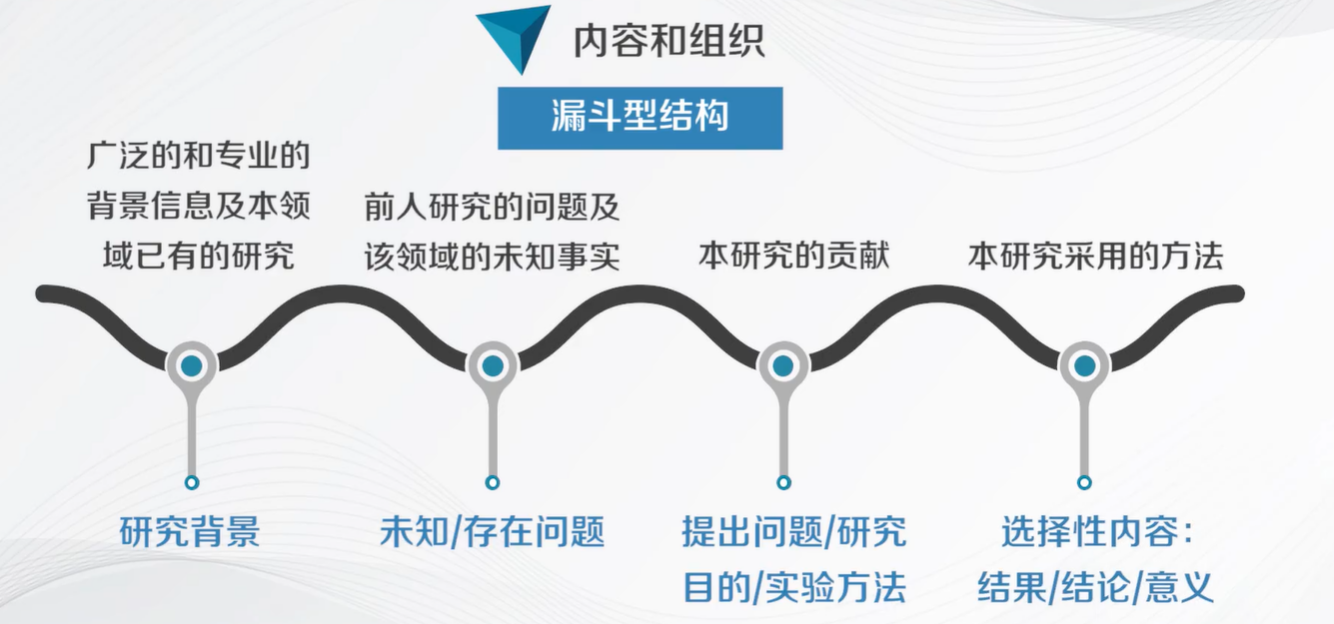 内容和组织
漏斗型结构
广泛的和专业的
背景信息及本领
域已有的研究
前人研究的问题及
该领域的未知事实
本研究的贡献
本研究采用的方法
研究背景
未知/存在问题
提出问题/研究
目的/实验方法
选择性内容：
结果/结论/意义